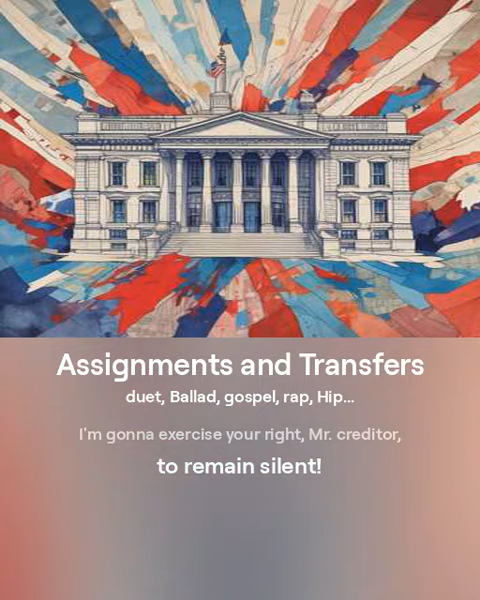 Assignments and Transfers
duet, Ballad, gospel, rap, Hip...
I'm gonna exercise your right, Mr. creditor,
to remain silent!